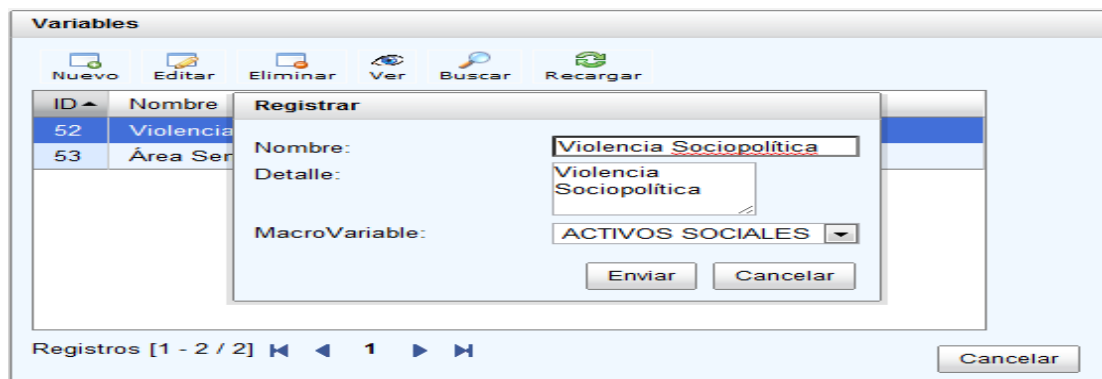 Variables
Nuevo Editar Eliminar Ver Buscar Recargar
ID Nombre
52 Violencia
53 Área Ser
Registrar
Nombre: Violencia Sociopolítica
Detalle: Violencia
Sociopolítica
MacroVariable: ACTIVOS SOCIALES
Enviar Cancelar
Registros [1 - 2 / 2] 1
Cancelar